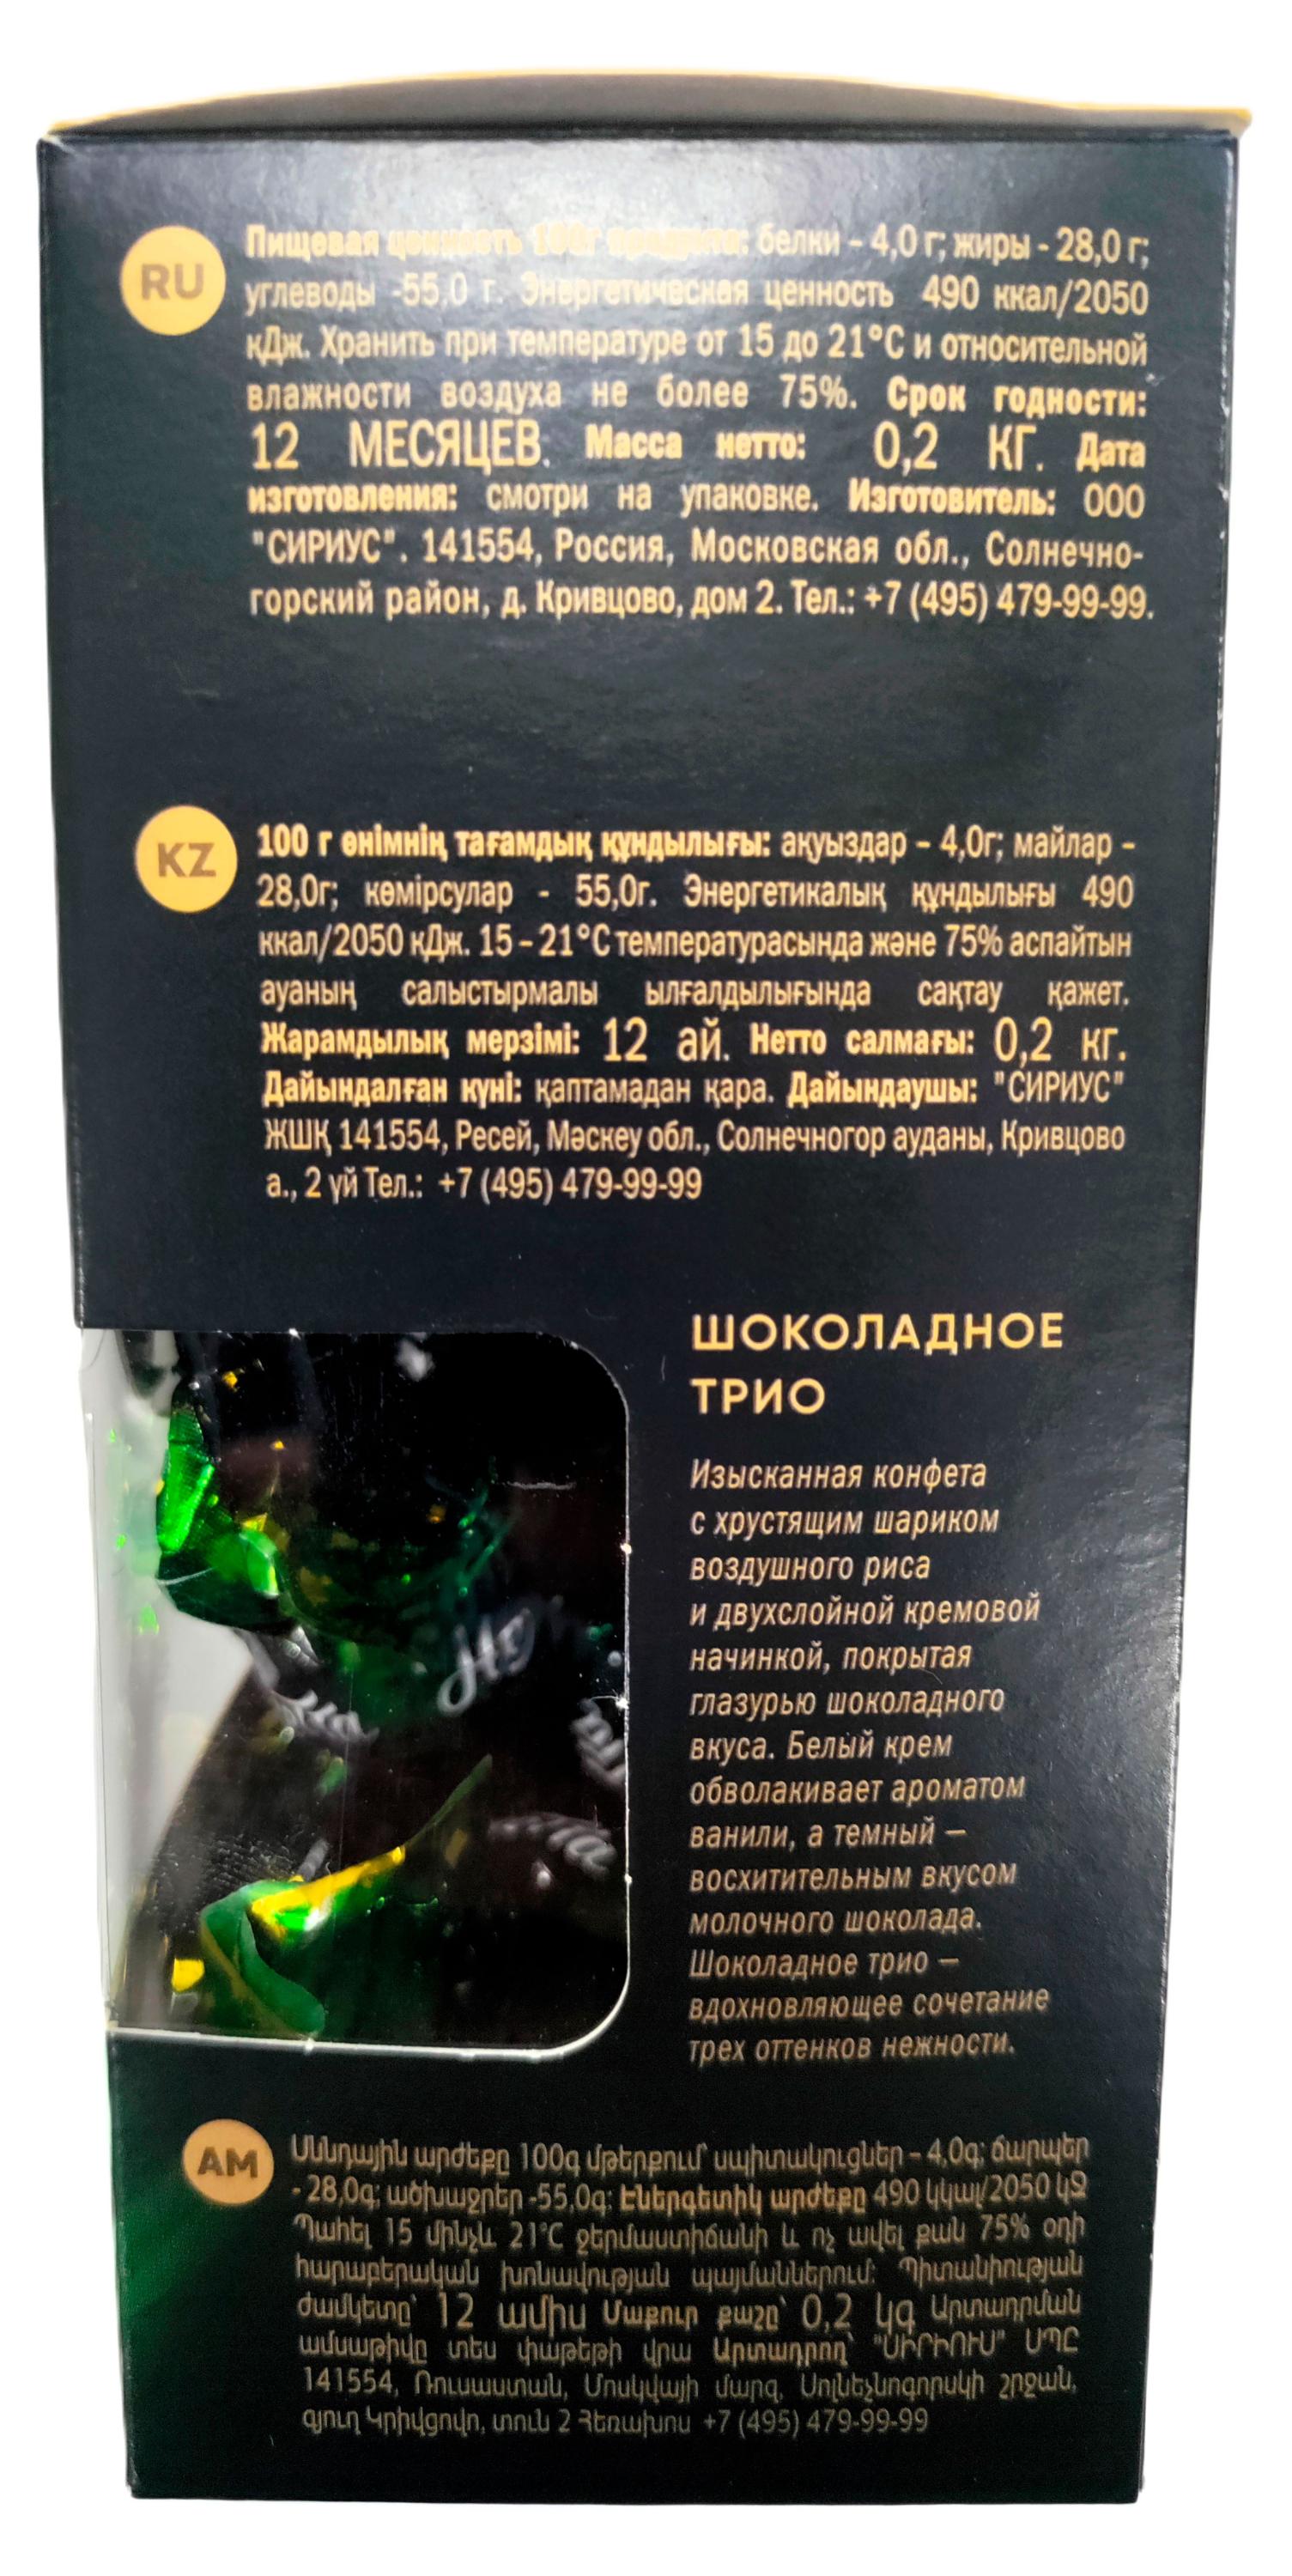 RU
Пищевая ценность 100г продукта: белки – 4,0 г; жиры - 28,0 г;
углеводы -55,0 г. Энергетическая ценность 490 ккал/2050
кДж. Хранить при температуре от 15 до 21°С и относительной
влажности воздуха не более 75%. Срок годности:
12 МЕСЯЦЕВ. Масса нетто: 0,2 КГ. Дата
изготовления: смотри на упаковке. Изготовитель: ООО
"СИРИУС". 141554, Россия, Московская обл., Солнечно-
горский район, д. Кривцово, дом 2. Тел.: +7 (495) 479-99-99.
KZ
100 г өнімнің тағамдық құндылығы: ақуыздар – 4,0г; майлар –
28,0г; көмірсулар - 55,0г. Энергетикалық құндылығы 490
ккал/2050 кДж. 15 – 21°С температурасында және 75% аспайтын
ауаның салыстырмалы ылғалдылығында сақтау қажет.
Жарамдылық мерзімі: 12 ай. Нетто салмағы: 0,2 кг.
Дайындалған күні: қаптамадан қара. Дайындаушы: "СИРИУС"
ЖШҚ 141554, Ресей, Мәскеу обл., Солнечногор ауданы, Кривцово
а., 2 үй Тел.: +7 (495) 479-99-99
ШОКОЛАДНОЕ
ТРИО
Изысканная конфета
с хрустящим шариком
воздушного риса
и двухслойной кремовой
начинкой, покрытая
глазурью шоколадного
вкуса. Белый крем
обволакивает ароматом
ванили, а темный –
восхитительным вкусом
молочного шоколада.
Шоколадное трио –
вдохновляющее сочетание
трех оттенков нежности.
AM
Սննդային արժեքը 100գ մթերքում սպիտակուցներ – 4,0գ; ճարպեր
- 28,0գ; ածխաջրեր -55,0գ; Էներգետիկ արժեքը 490 կկալ/2050 կՋ
Պահել 15 մինչև 21°C ջերմաստիճանի և ոչ ավել քան 75% օդի
հարաբերական խոնավության պայմաններում: Պիտանիության
ժամկետը՝ 12 ամիս Մաքուր քաշը՝ 0,2 կգ Արտադրման
ամսաթիվը տես փաթեթի վրա Արտադրող՝ "ՍԻՐԻՈՒՍ" ՍՊԸ
141554, Ռուսաստան, Մոսկվայի մարզ, Սոլնեչնոգորսկի շրջան,
գյուղ Կրիվցովո, տուն 2 Հեռախոս +7 (495) 479-99-99